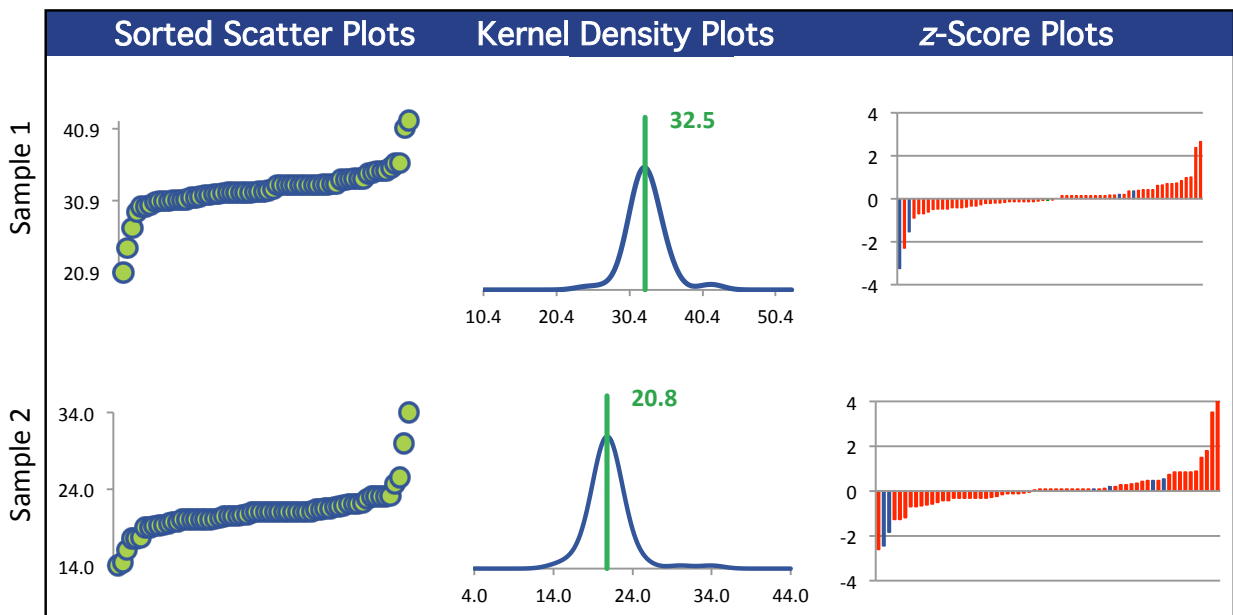 Sorted Scatter Plots
Kernel Density Plots
z-Score Plots
Sample 1
40.9
30.9
20.9
32.5
10.4 20.4 30.4 40.4 50.4
4
2
0
-2
-4
Sample 2
34.0
24.0
14.0
20.8
4.0 14.0 24.0 34.0 44.0
4
2
0
-2
-4